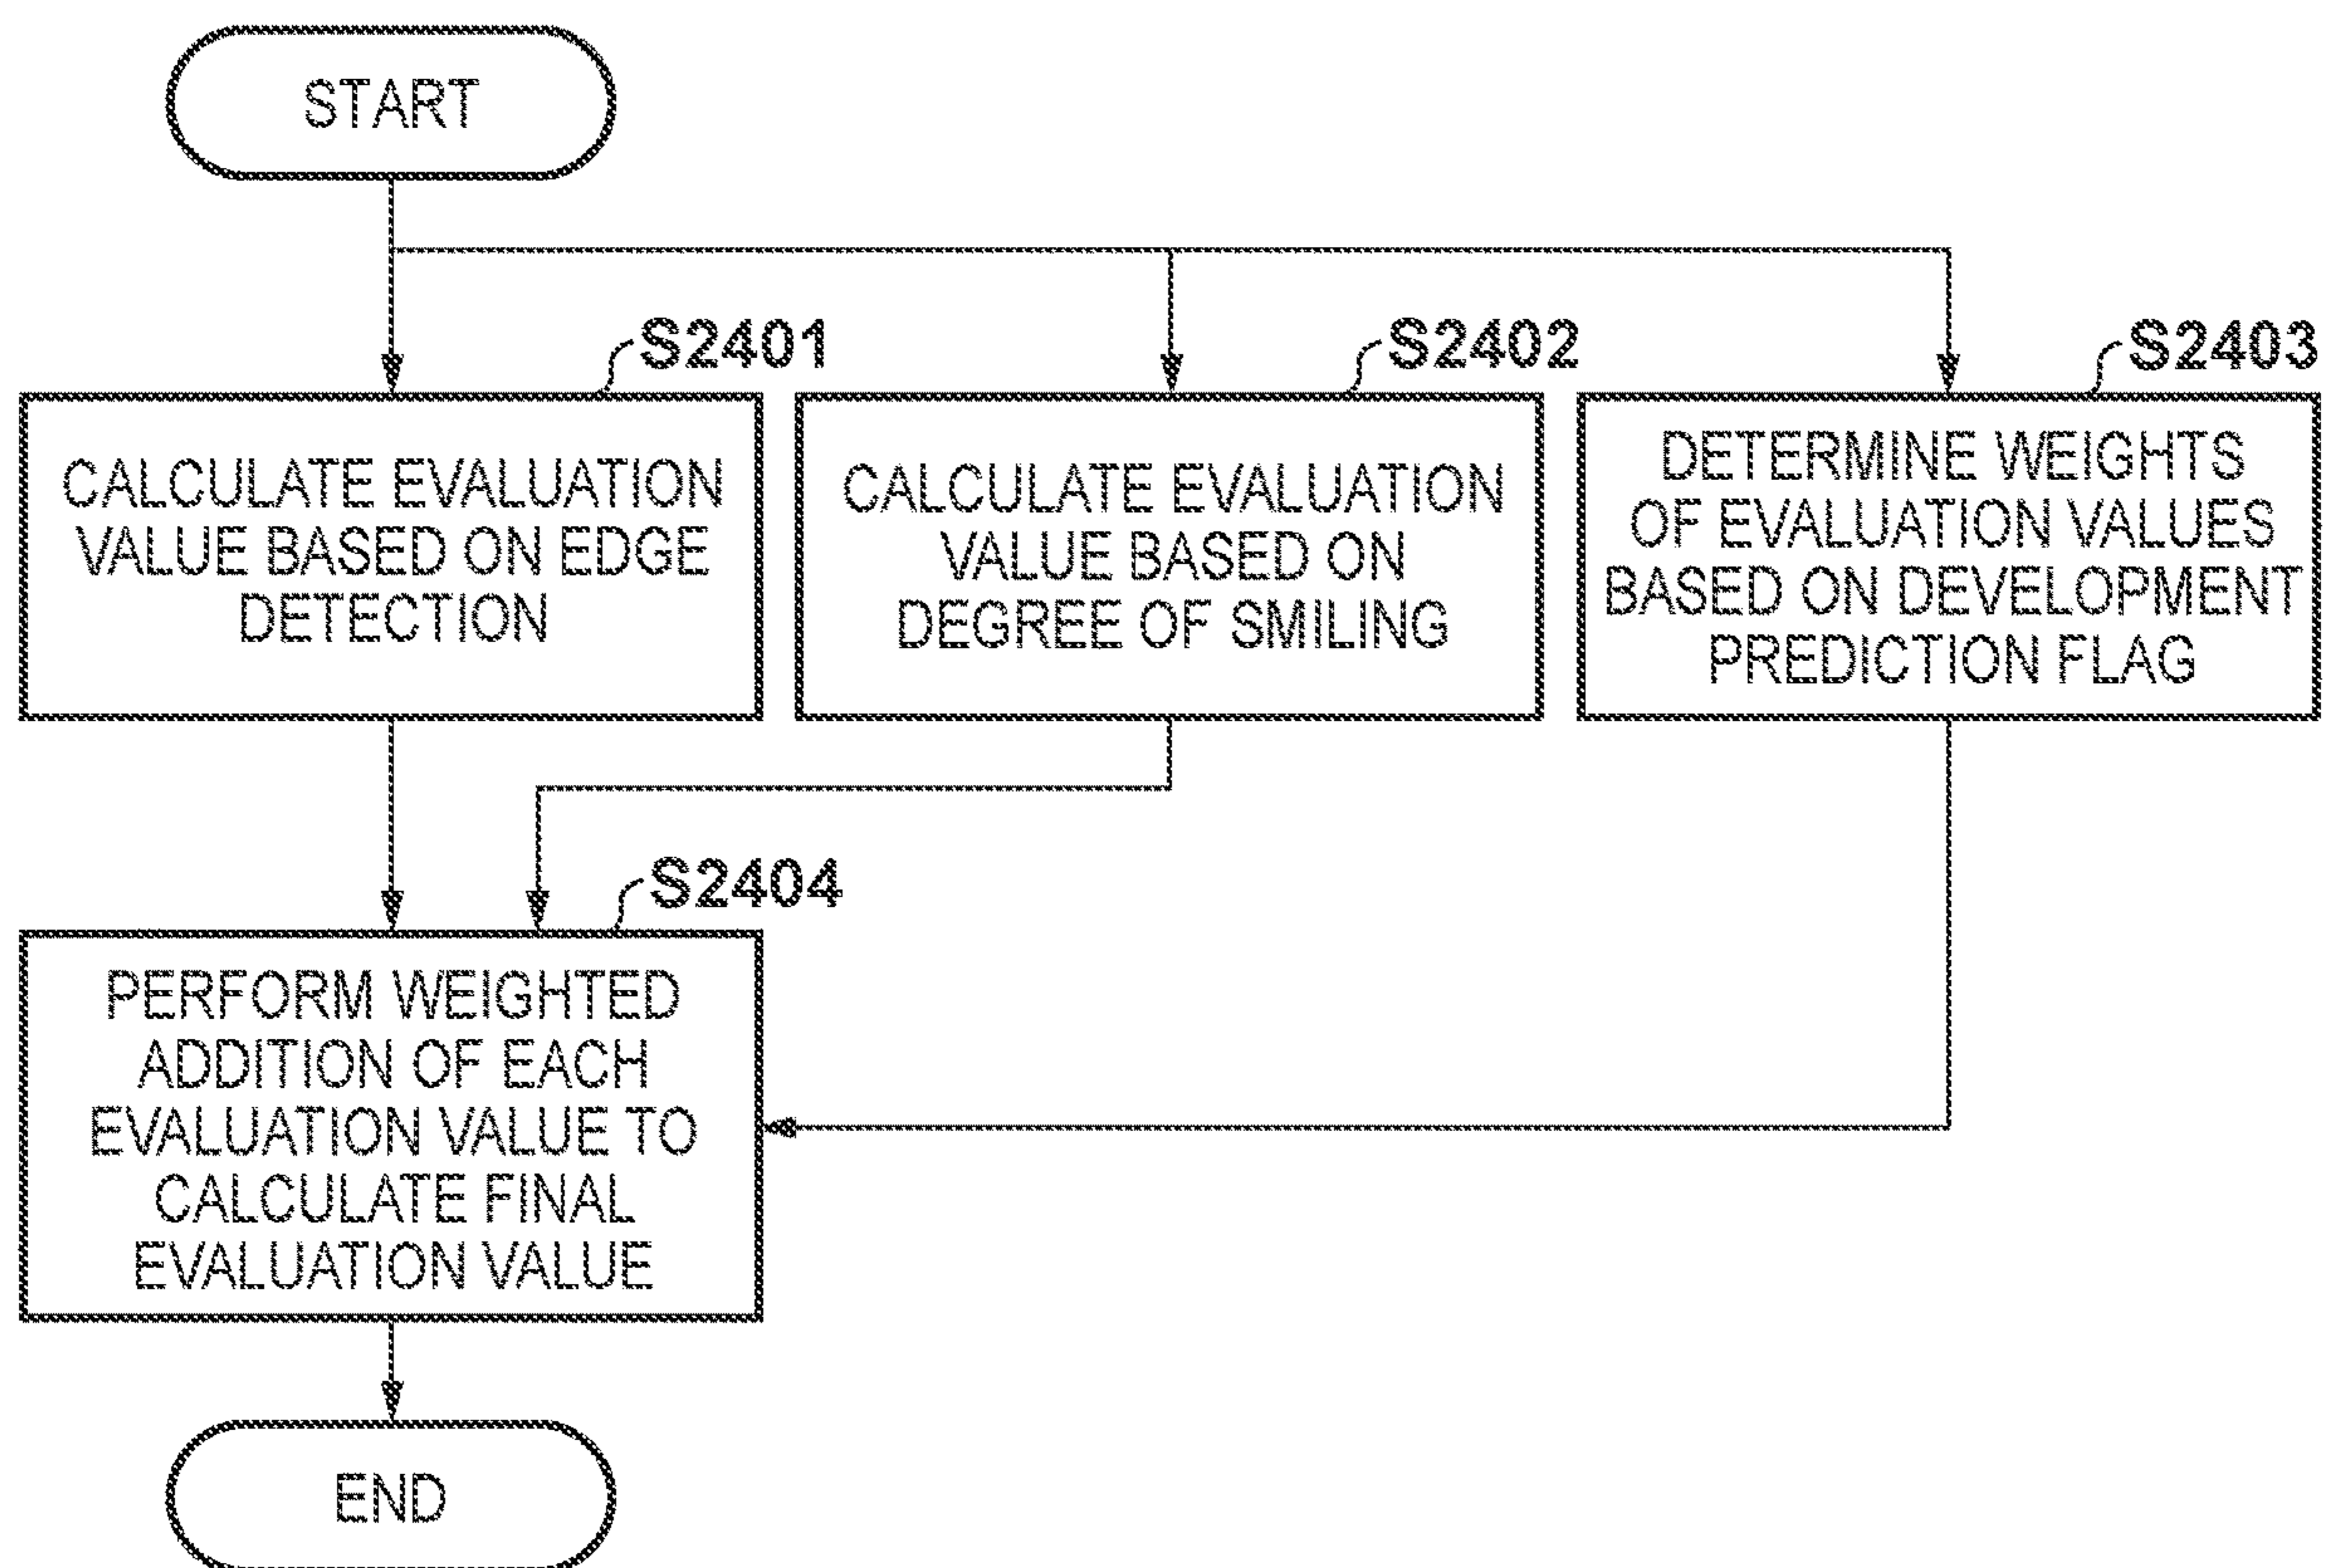 START
S2401
CALCULATE EVALUATION
VALUE BASED ON EDGE
DETECTION
S2402
CALCULATE EVALUATION
VALUE BASED ON
DEGREE OF SMILING
S2403
DETERMINE WEIGHTS
OF EVALUATION VALUES
BASED ON DEVELOPMENT
PREDICTION FLAG
S2404
PERFORM WEIGHTED
ADDITION OF EACH
EVALUATION VALUE TO
CALCULATE FINAL
EVALUATION VALUE
END